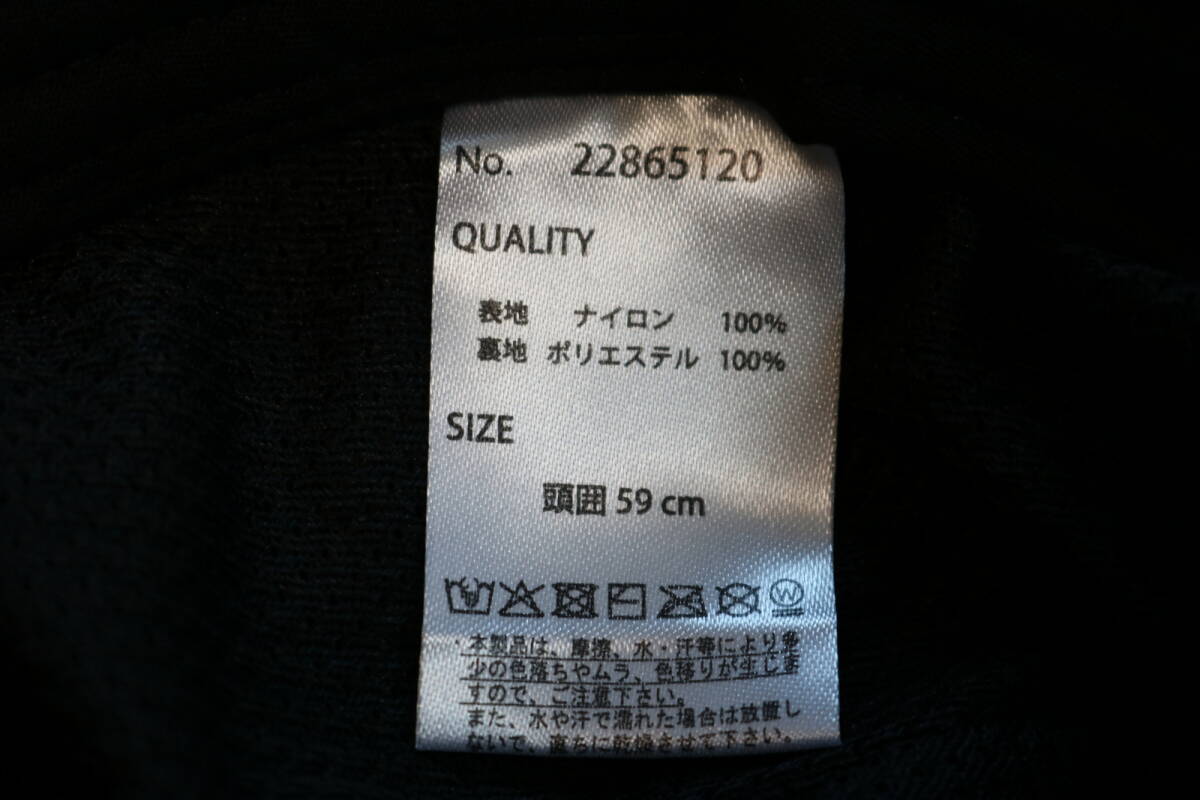 No. 22865120
QUALITY
表地 ナイロン 100%
裏地 ポリエステル 100%
SIZE
頭囲 59 cm
W
・本製品は、摩擦、水・汗等により多
少の色落ちやムラ、色移りが生じま
すので、ご注意下さい。
また、水や汗で濡れた場合は放置し
ないで、直ちに乾燥させて下さい。